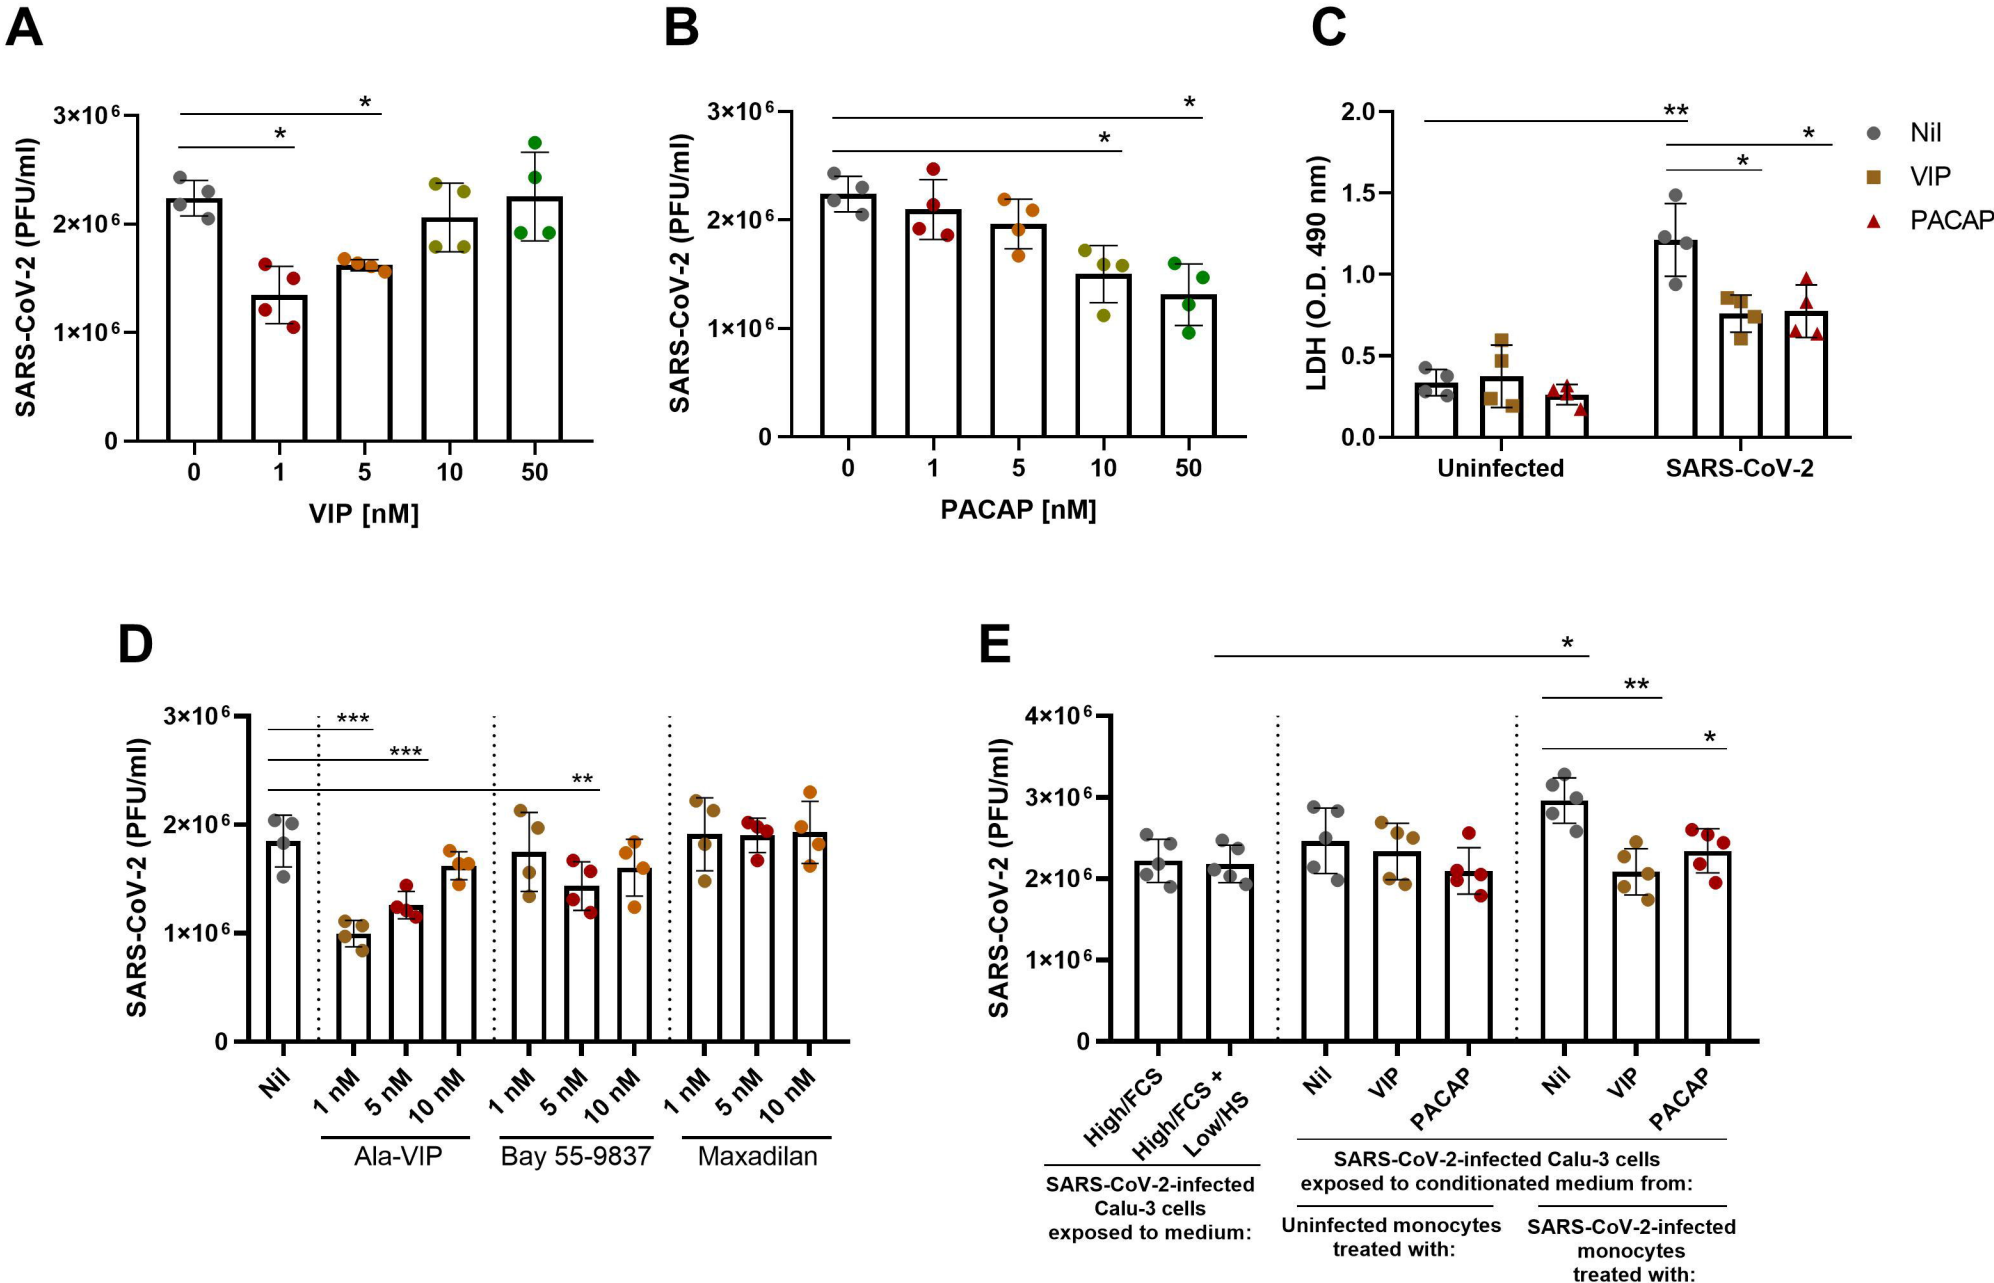 A
SARS-CoV-2 (PFU/ml)
3×10⁶
2×10⁶
1×10⁶
0
*
*
0 1 5 10 50
VIP [nM]
B
SARS-CoV-2 (PFU/ml)
3×10⁶
2×10⁶
1×10⁶
0
*
*
0 1 5 10 50
PACAP [nM]
C
LDH (O.D. 490 nm)
2.0
1.5
1.0
0.5
0.0
**
*
*
Uninfected SARS-CoV-2
Nil
VIP
PACAP
D
SARS-CoV-2 (PFU/ml)
3×10⁶
2×10⁶
1×10⁶
0
***
***
**
Nil 1 nM 5 nM 10 nM 1 nM 5 nM 10 nM 1 nM 5 nM 10 nM
Ala-VIP Bay 55-9837 Maxadilan
E
SARS-CoV-2 (PFU/ml)
4×10⁶
3×10⁶
2×10⁶
1×10⁶
0
*
**
*
High/FCS
High/FCS +
Low/HS
Nil VIP PACAP Nil VIP PACAP
SARS-CoV-2-infected
Calu-3 cells
exposed to medium:
SARS-CoV-2-infected Calu-3 cells
exposed to conditionated medium from:
Uninfected monocytes
treated with:
SARS-CoV-2-infected
monocytes
treated with: